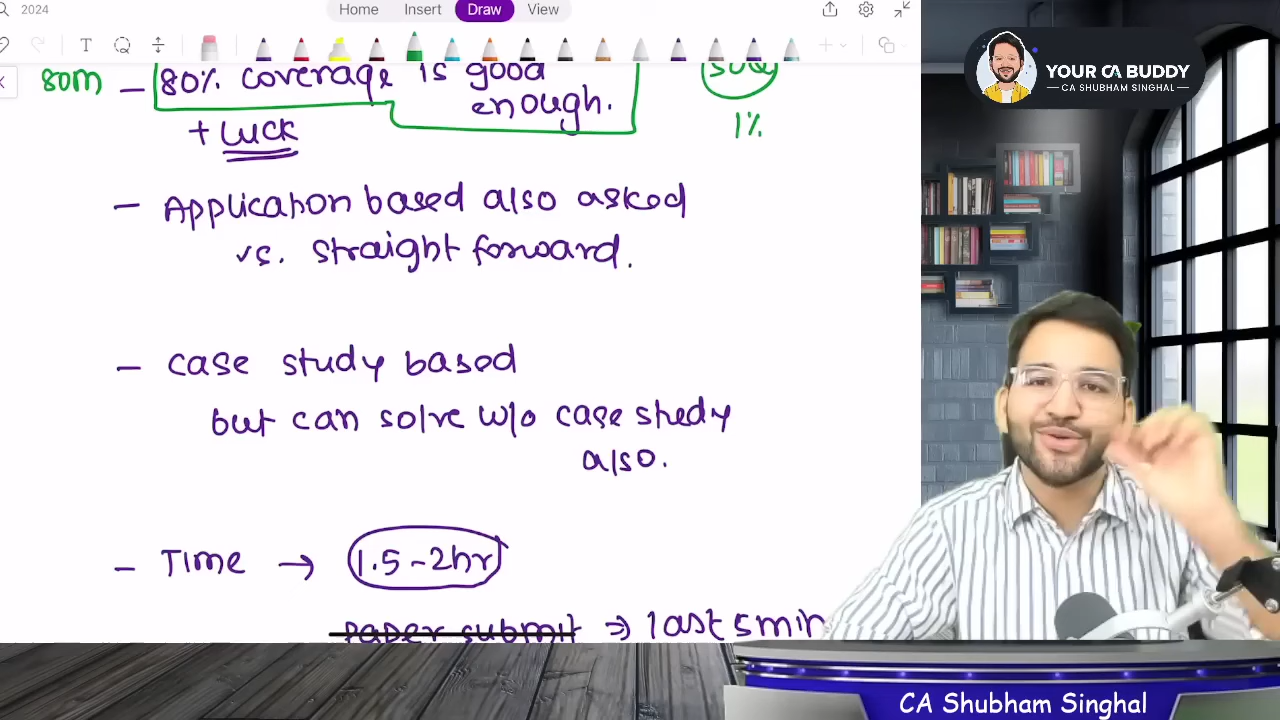 2024
Home Insert Draw View
T
YOUR CA BUDDY
— CA SHUBHAM SINGHAL —
80m – 80% coverage is good
enough.
+ Luck
1%
– Application based also asked
vs. straight forward.
– case study based
but can solve w/o case study
also.
– Time → 1.5–2hr
paper submit → last 5 min
CA Shubham Singhal